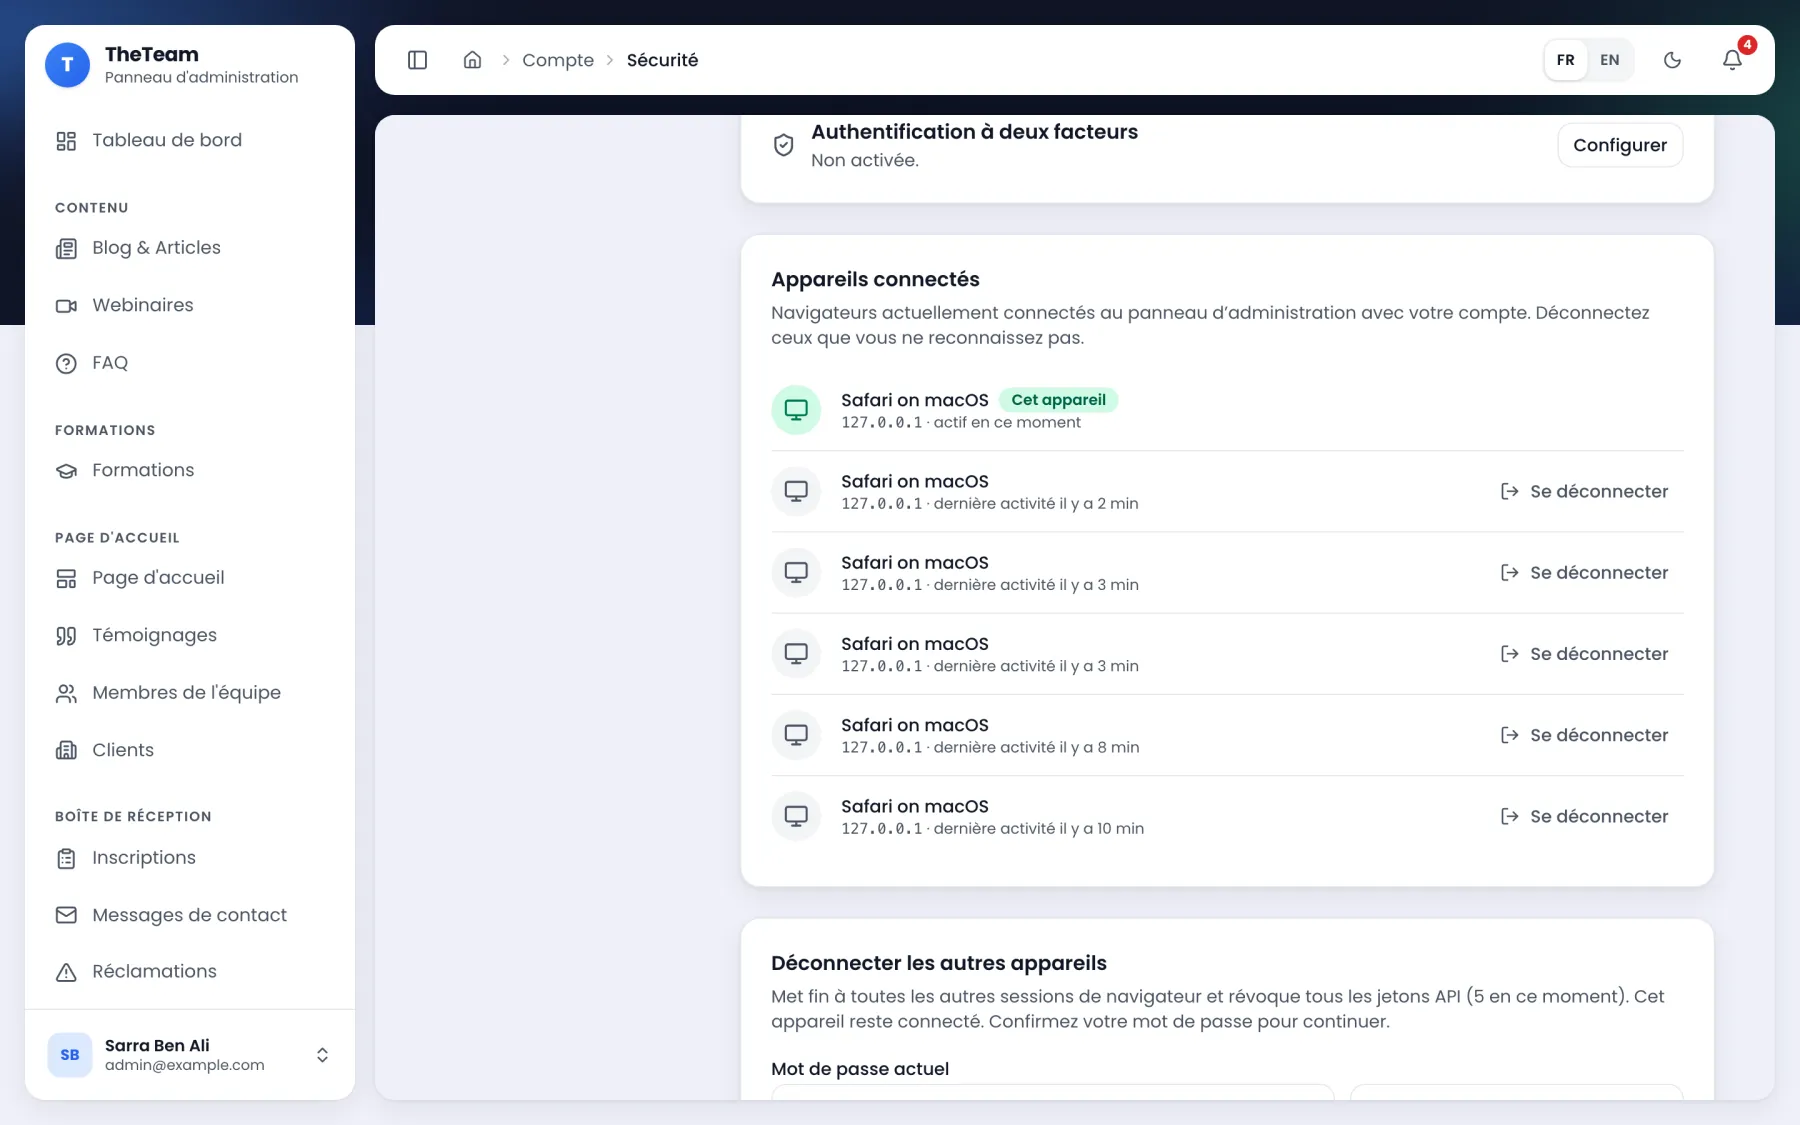 T
TheTeam
Panneau d'administration
Tableau de bord
CONTENU
Blog & Articles
Webinaires
FAQ
FORMATIONS
Formations
PAGE D'ACCUEIL
Page d'accueil
Témoignages
Membres de l'équipe
Clients
BOÎTE DE RÉCEPTION
Inscriptions
Messages de contact
Réclamations
SB
Sarra Ben Ali
admin@example.com
Compte
Sécurité
FR
EN
4
Authentification à deux facteurs
Non activée.
Configurer
Appareils connectés
Navigateurs actuellement connectés au panneau d’administration avec votre compte. Déconnectez
ceux que vous ne reconnaissez pas.
Safari on macOS
Cet appareil
127.0.0.1 · actif en ce moment
Safari on macOS
127.0.0.1 · dernière activité il y a 2 min
Se déconnecter
Safari on macOS
127.0.0.1 · dernière activité il y a 3 min
Se déconnecter
Safari on macOS
127.0.0.1 · dernière activité il y a 3 min
Se déconnecter
Safari on macOS
127.0.0.1 · dernière activité il y a 8 min
Se déconnecter
Safari on macOS
127.0.0.1 · dernière activité il y a 10 min
Se déconnecter
Déconnecter les autres appareils
Met fin à toutes les autres sessions de navigateur et révoque tous les jetons API (5 en ce moment). Cet
appareil reste connecté. Confirmez votre mot de passe pour continuer.
Mot de passe actuel